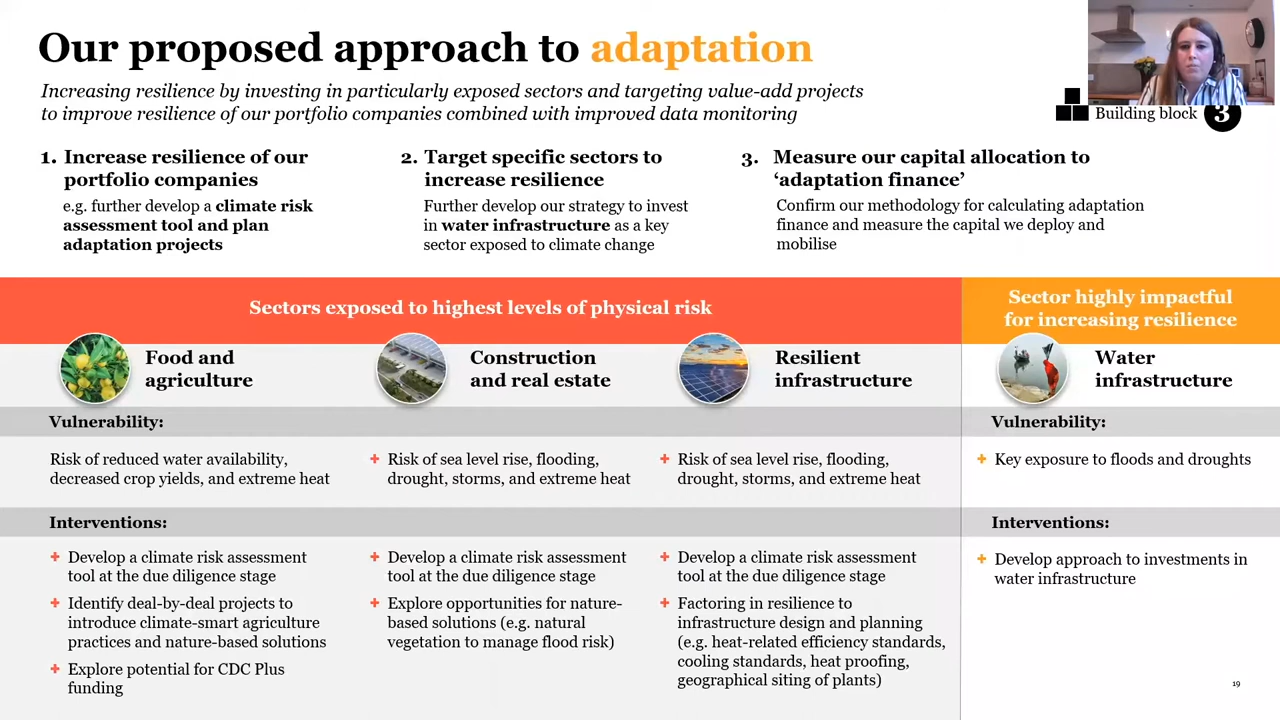 Our proposed approach to adaptation
Increasing resilience by investing in particularly exposed sectors and targeting value-add projects
to improve resilience of our portfolio companies combined with improved data monitoring
Building block 3
1. Increase resilience of our
portfolio companies
e.g. further develop a climate risk
assessment tool and plan
adaptation projects
2. Target specific sectors to
increase resilience
Further develop our strategy to invest
in water infrastructure as a key
sector exposed to climate change
3. Measure our capital allocation to
‘adaptation finance’
Confirm our methodology for calculating adaptation
finance and measure the capital we deploy and
mobilise
Sectors exposed to highest levels of physical risk
Sector highly impactful
for increasing resilience
Food and
agriculture
Construction
and real estate
Resilient
infrastructure
Water
infrastructure
Vulnerability:
Vulnerability:
Risk of reduced water availability,
decreased crop yields, and extreme heat
+ Risk of sea level rise, flooding,
drought, storms, and extreme heat
+ Risk of sea level rise, flooding,
drought, storms, and extreme heat
+ Key exposure to floods and droughts
Interventions:
Interventions:
+ Develop a climate risk assessment
tool at the due diligence stage
+ Identify deal-by-deal projects to
introduce climate-smart agriculture
practices and nature-based solutions
+ Explore potential for CDC Plus
funding
+ Develop a climate risk assessment
tool at the due diligence stage
+ Explore opportunities for nature-
based solutions (e.g. natural
vegetation to manage flood risk)
+ Develop a climate risk assessment
tool at the due diligence stage
+ Factoring in resilience to
infrastructure design and planning
(e.g. heat-related efficiency standards,
cooling standards, heat proofing,
geographical siting of plants)
+ Develop approach to investments in
water infrastructure
19